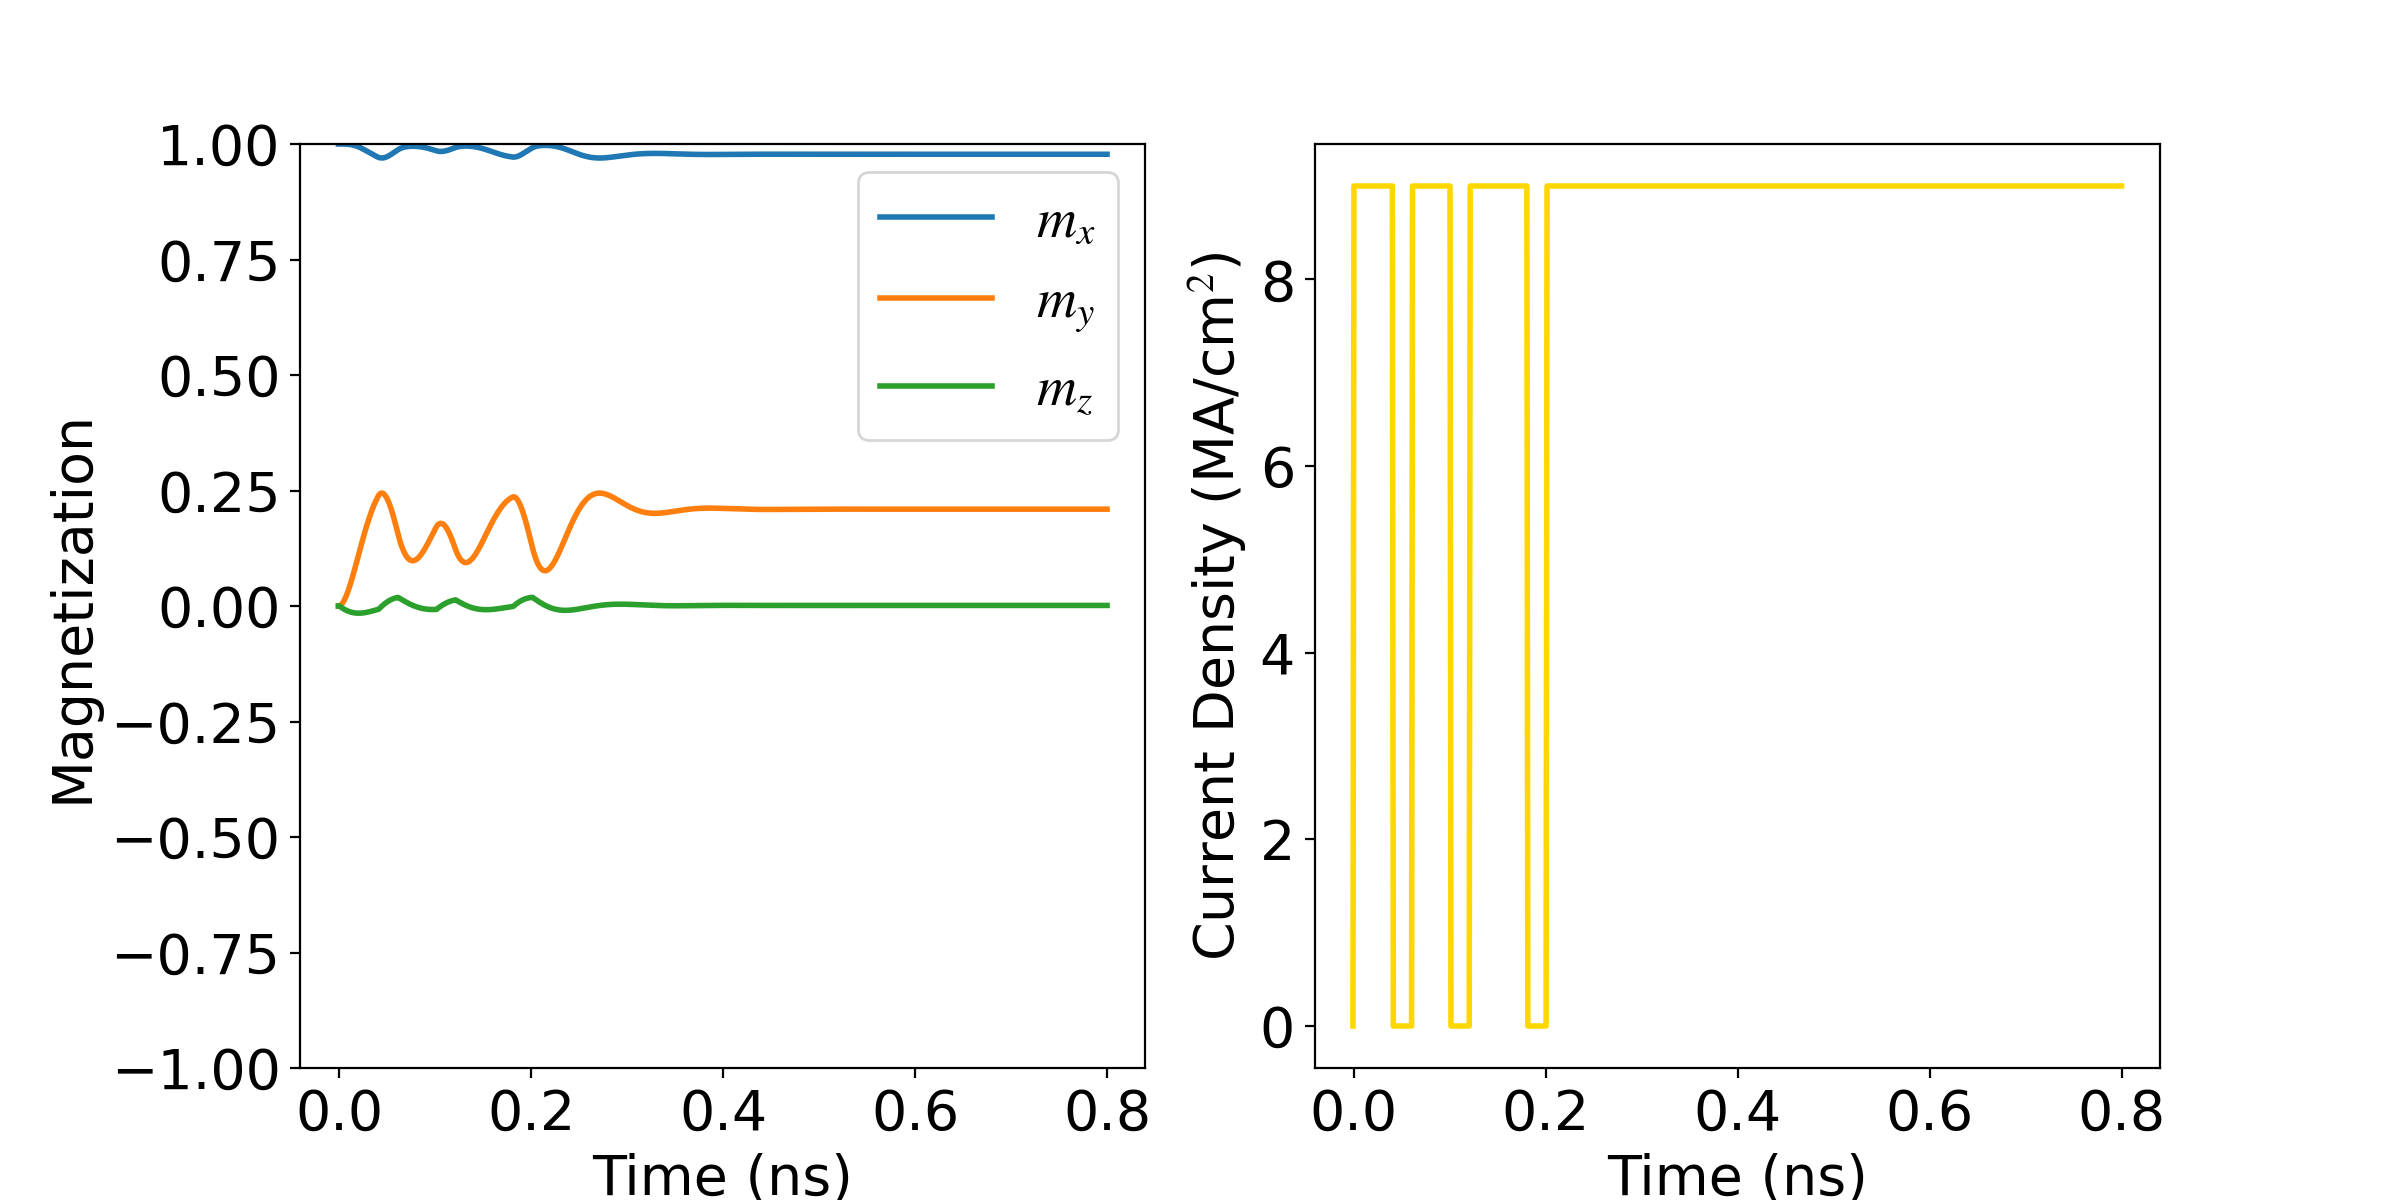 1.00
0.75
0.50
0.25
0.00
−0.25
−0.50
−0.75
−1.00
Magnetization
0.0 0.2 0.4 0.6 0.8
Time (ns)
m_x
m_y
m_z
8
6
4
2
0
Current Density (MA/cm²)
0.0 0.2 0.4 0.6 0.8
Time (ns)